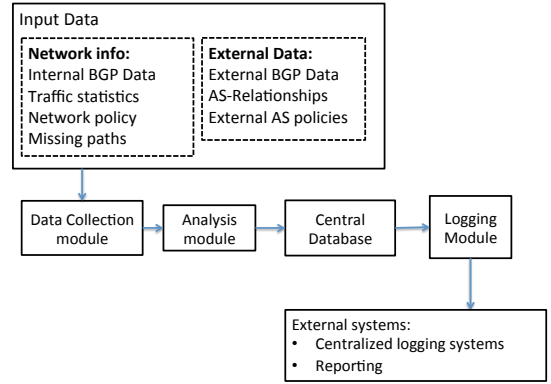 Input Data
Network info:
Internal BGP Data
Traffic statistics
Network policy
Missing paths
External Data:
External BGP Data
AS-Relationships
External AS policies
Data Collection
module
Analysis
module
Central
Database
Logging
Module
External systems:
• Centralized logging systems
• Reporting